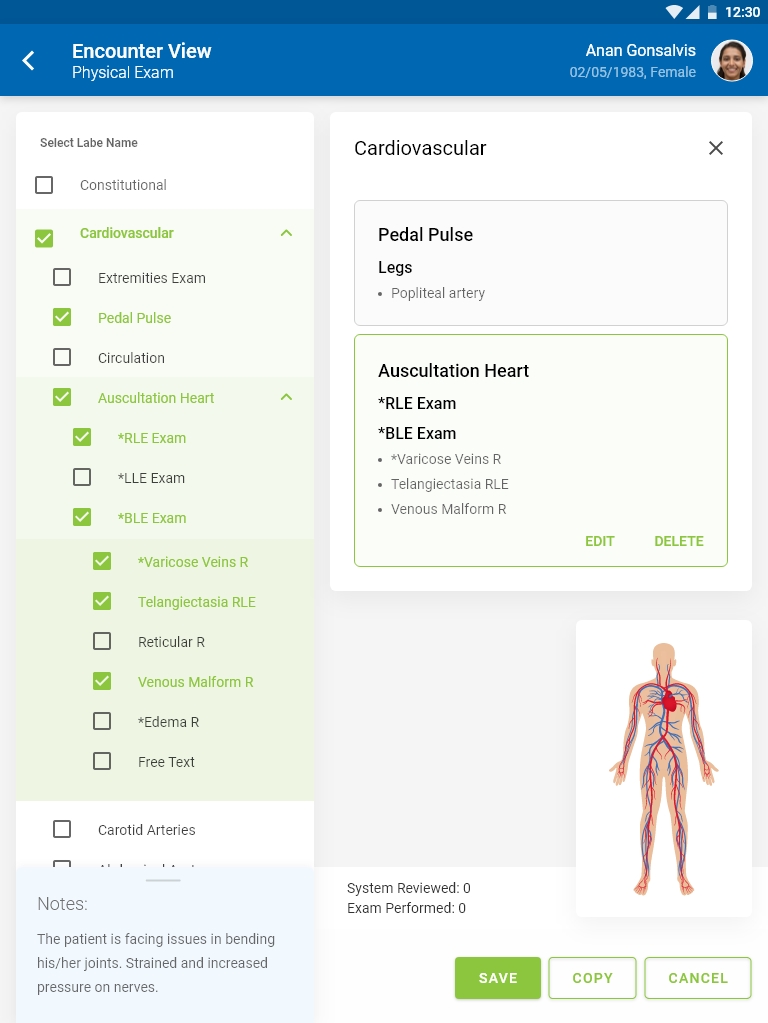 12:30
Encounter View
Physical Exam
Anan Gonsalvis
02/05/1983, Female
Select Labe Name
Constitutional
Cardiovascular
Extremities Exam
Pedal Pulse
Circulation
Auscultation Heart
*RLE Exam
*LLE Exam
*BLE Exam
*Varicose Veins R
Telangiectasia RLE
Reticular R
Venous Malform R
*Edema R
Free Text
Carotid Arteries
Notes:
The patient is facing issues in bending
his/her joints. Strained and increased
pressure on nerves.
Cardiovascular
Pedal Pulse
Legs
• Popliteal artery
Auscultation Heart
*RLE Exam
*BLE Exam
• *Varicose Veins R
• Telangiectasia RLE
• Venous Malform R
EDIT DELETE
System Reviewed: 0
Exam Performed: 0
SAVE COPY CANCEL